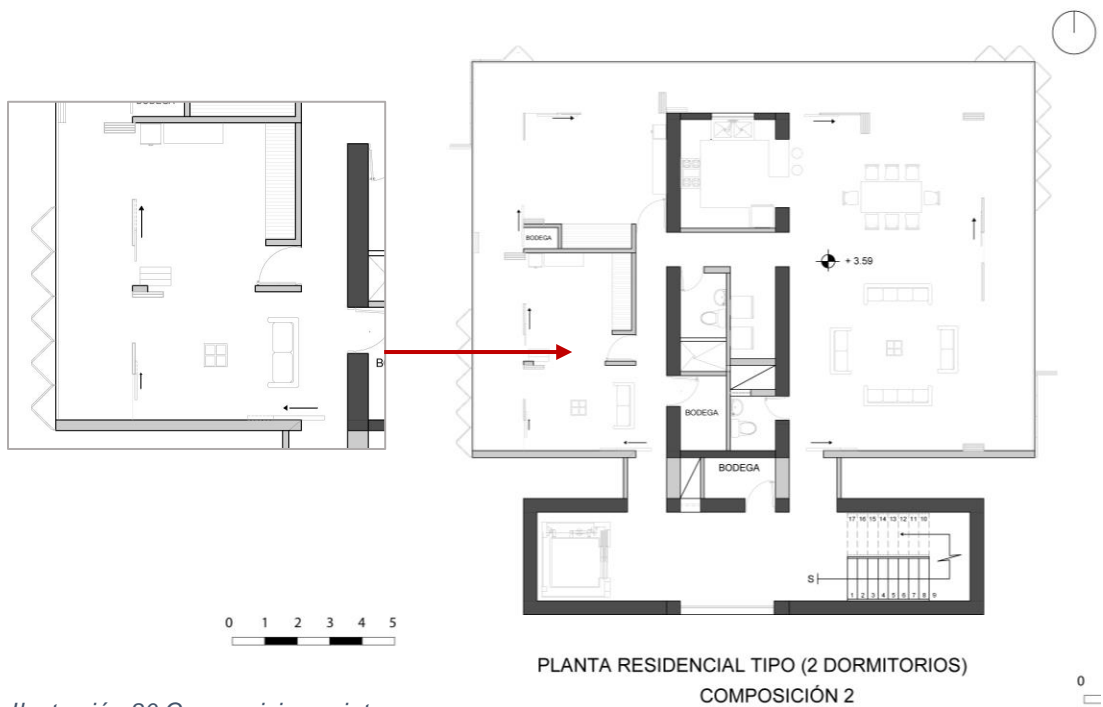 BODEGA
B
BODEGA
+ 3.59
BODEGA
BODEGA
17 16 15 14 13 12 11 10
S
1 2 3 4 5 6 7 8 9
0 1 2 3 4 5
PLANTA RESIDENCIAL TIPO (2 DORMITORIOS)
COMPOSICIÓN 2
0